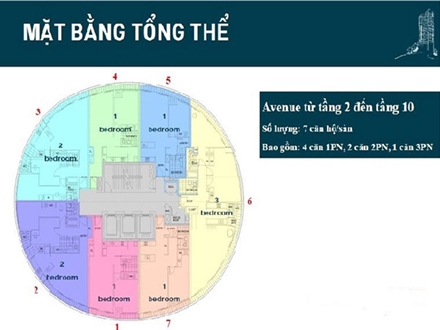 MẶT BẰNG TỔNG THỂ
Avenue từ tầng 2 đến tầng 10
Số lượng: 7 căn hộ/sàn
Bao gồm: 4 căn 1PN, 2 căn 2PN, 1 căn 3PN
4
5
1
bedroom
1
bedroom
3
2
bedroom
3
bedroom
6
2
bedroom
1
bedroom
1
bedroom
2
1
7